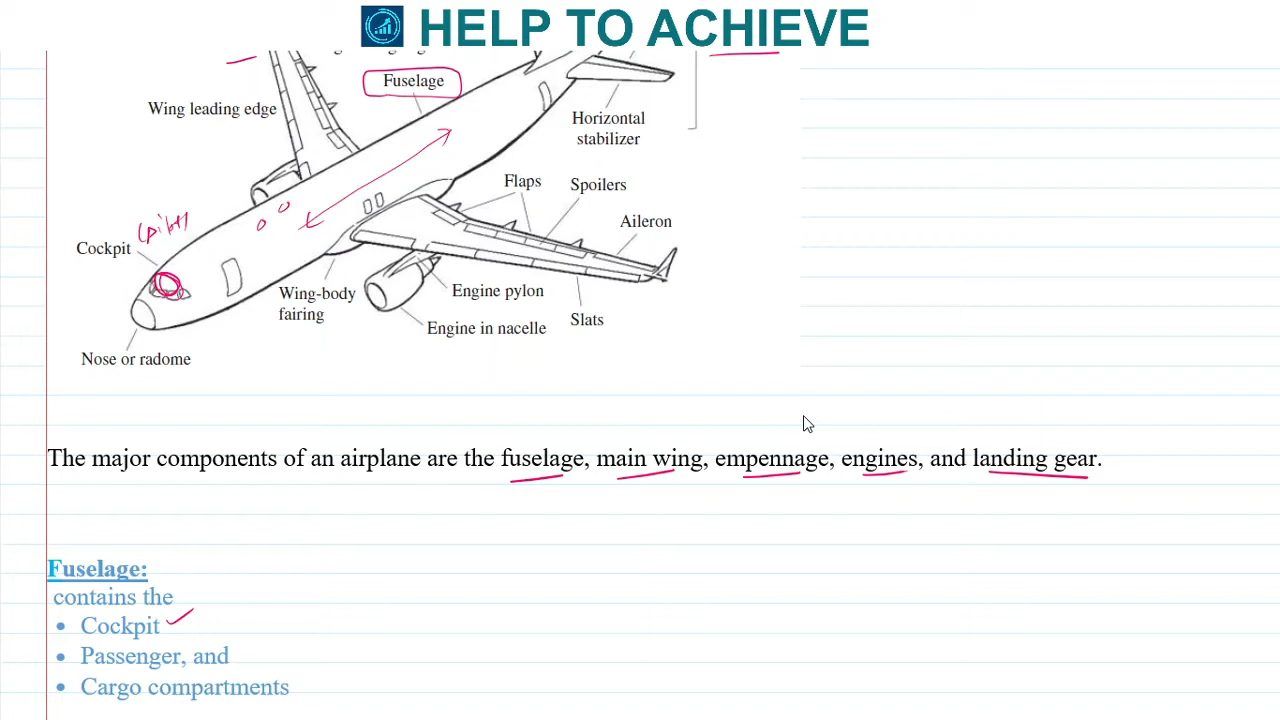 HELP TO ACHIEVE
Fuselage
Wing leading edge
Horizontal
stabilizer
Flaps
Spoilers
Aileron
(pilot)
Cockpit
Wing-body
fairing
Engine pylon
Engine in nacelle
Slats
Nose or radome
The major components of an airplane are the fuselage, main wing, empennage, engines, and landing gear.
Fuselage:
contains the
• Cockpit
• Passenger, and
• Cargo compartments